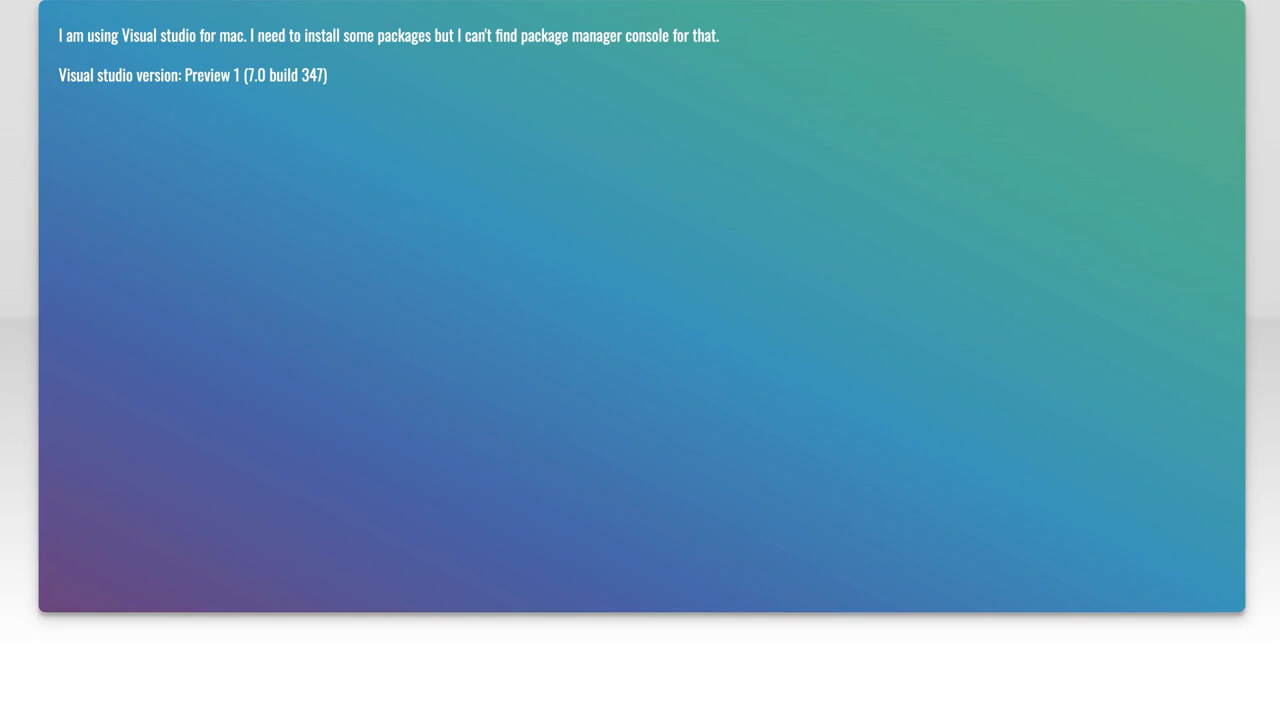 I am using Visual studio for mac. I need to install some packages but I can't find package manager console for that.
Visual studio version: Preview 1 (7.0 build 347)